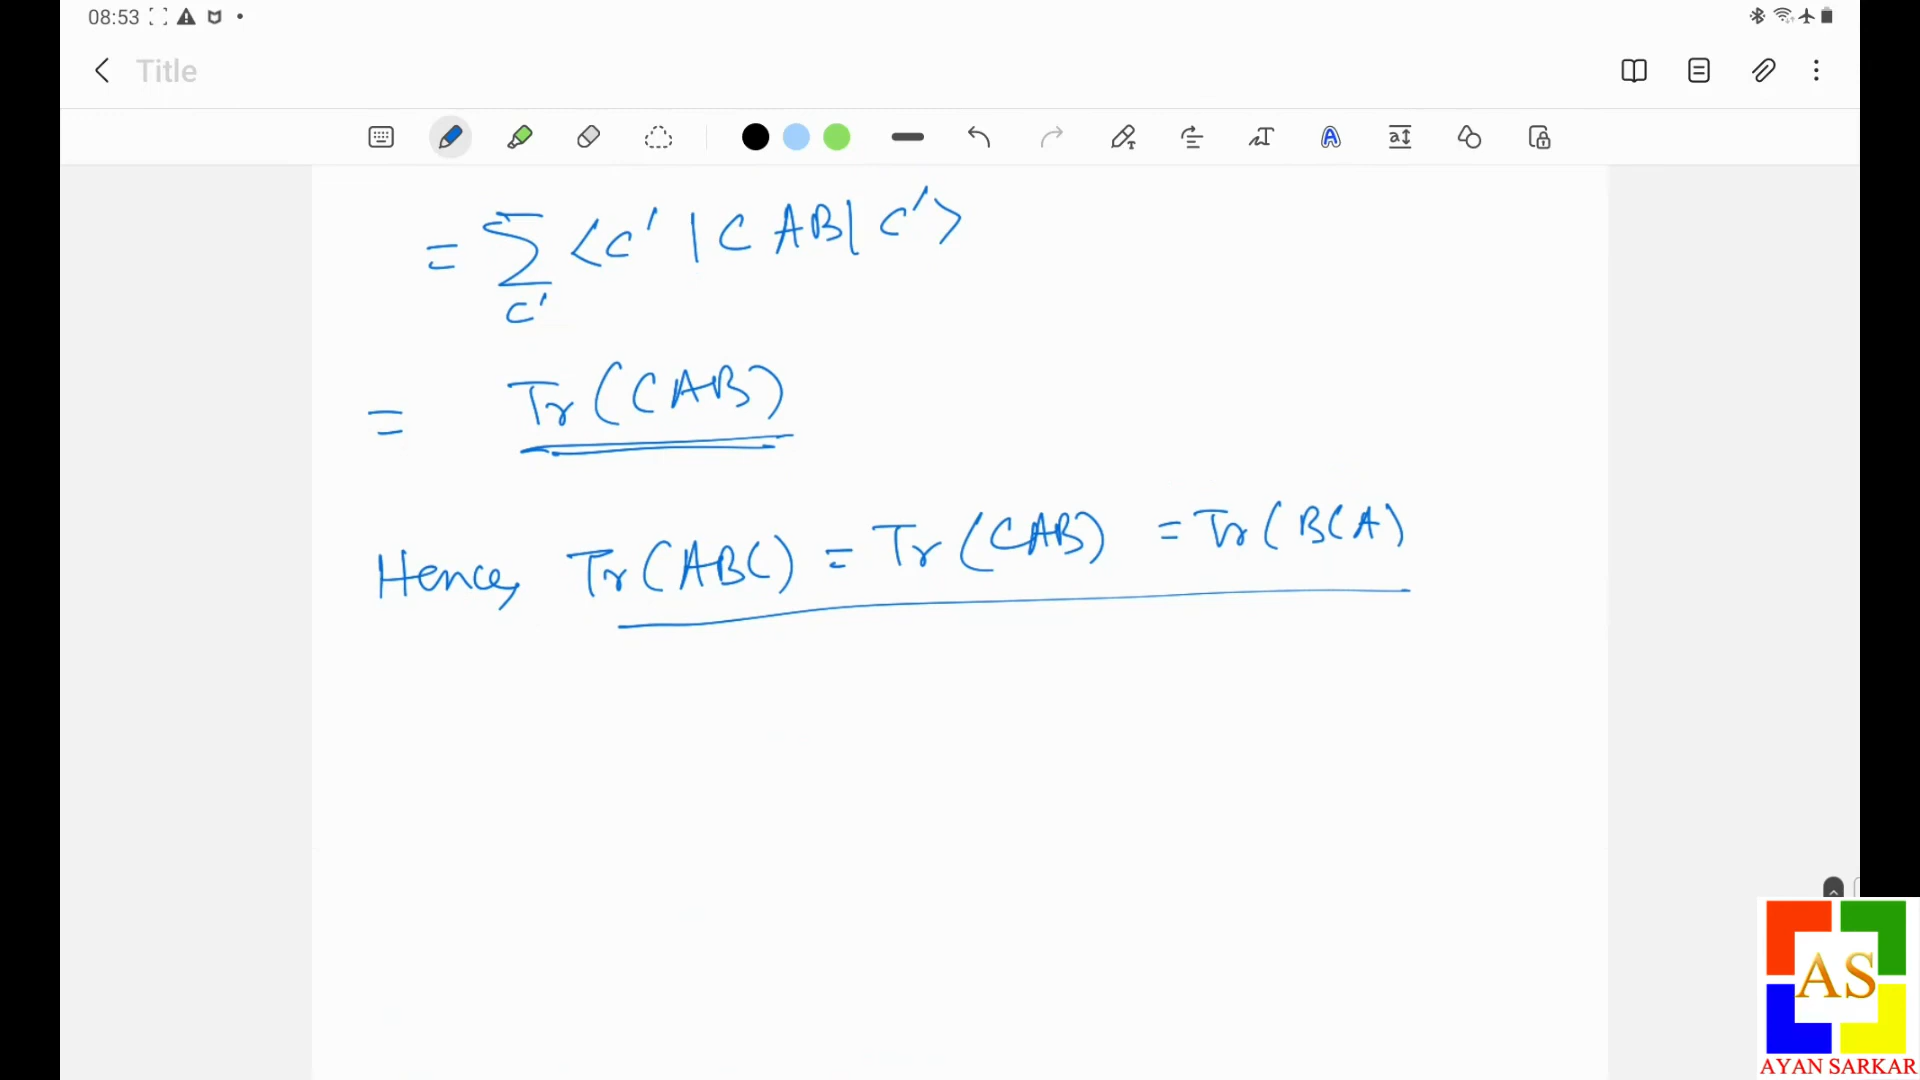 08:53
Title
= ∑ <c' | C AB| c'>
c'
= Tr (CAB)
Hence, Tr (ABC) = Tr (CAB) = Tr (BCA)
AS
AYAN SARKAR